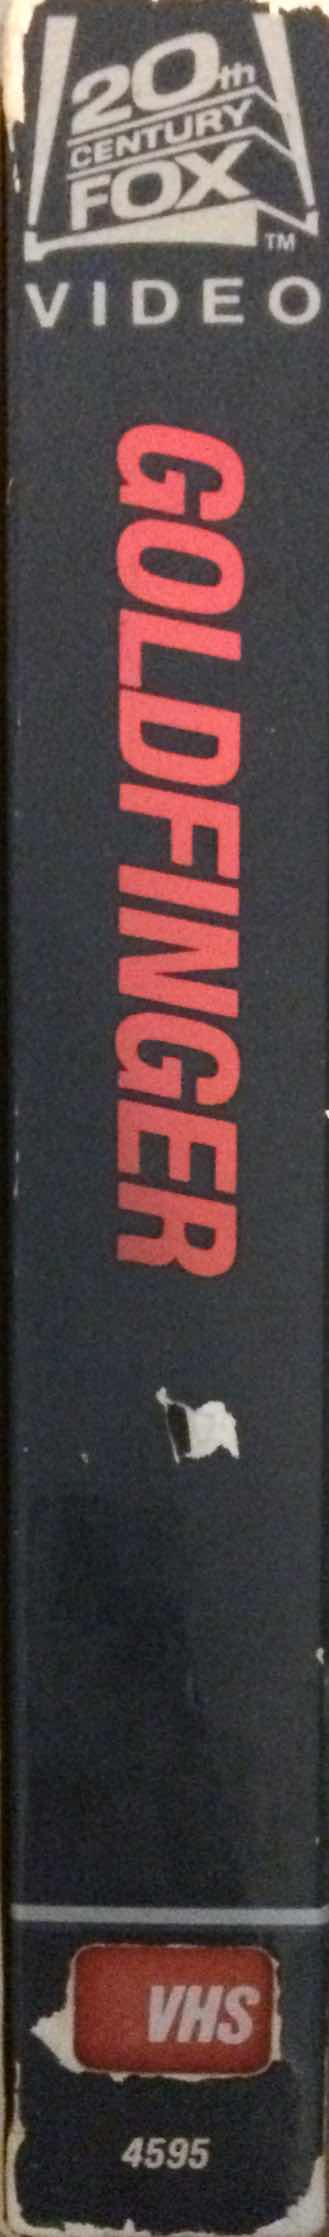 20th
CENTURY
FOX
TM
VIDEO
GOLDFINGER
VHS
4595